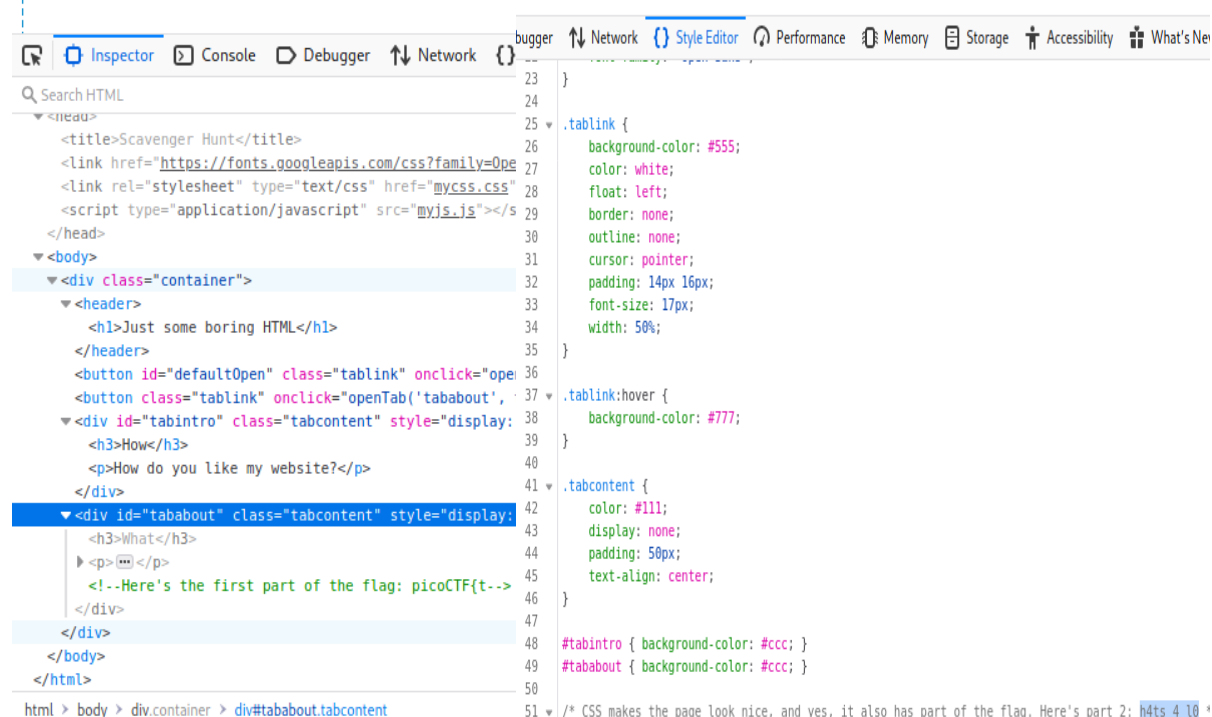 Inspector Console Debugger Network {}
Search HTML
<head>
<title>Scavenger Hunt</title>
<link href="https://fonts.googleapis.com/css?family=Ope
<link rel="stylesheet" type="text/css" href="mycss.css"
<script type="application/javascript" src="myjs.js"></s
</head>
<body>
<div class="container">
<header>
<h1>Just some boring HTML</h1>
</header>
<button id="defaultOpen" class="tablink" onclick="ope
<button class="tablink" onclick="openTab('tababout',
<div id="tabintro" class="tabcontent" style="display:
<h3>How</h3>
<p>How do you like my website?</p>
</div>
<div id="tababout" class="tabcontent" style="display:
<h3>What</h3>
<p>…</p>
<!--Here's the first part of the flag: picoCTF{t-->
</div>
</div>
</body>
</html>
html > body > div.container > div#tababout.tabcontent
bugger Network {} Style Editor Performance Memory Storage Accessibility What's New
23 }
24
25 .tablink {
26 background-color: #555;
27 color: white;
28 float: left;
29 border: none;
30 outline: none;
31 cursor: pointer;
32 padding: 14px 16px;
33 font-size: 17px;
34 width: 50%;
35 }
36
37 .tablink:hover {
38 background-color: #777;
39 }
40
41 .tabcontent {
42 color: #111;
43 display: none;
44 padding: 50px;
45 text-align: center;
46 }
47
48 #tabintro { background-color: #ccc; }
49 #tababout { background-color: #ccc; }
50
51 /* CSS makes the page look nice, and yes, it also has part of the flag. Here's part 2: h4ts_4_l0 *